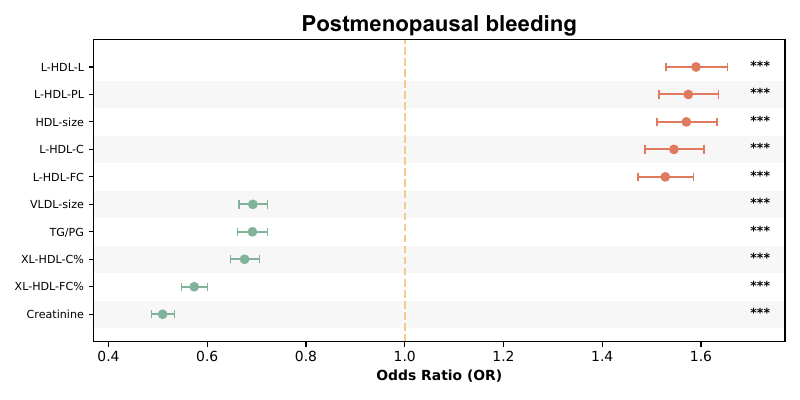 Postmenopausal bleeding
L-HDL-L ***
L-HDL-PL ***
HDL-size ***
L-HDL-C ***
L-HDL-FC ***
VLDL-size ***
TG/PG ***
XL-HDL-C% ***
XL-HDL-FC% ***
Creatinine ***
0.4 0.6 0.8 1.0 1.2 1.4 1.6
Odds Ratio (OR)